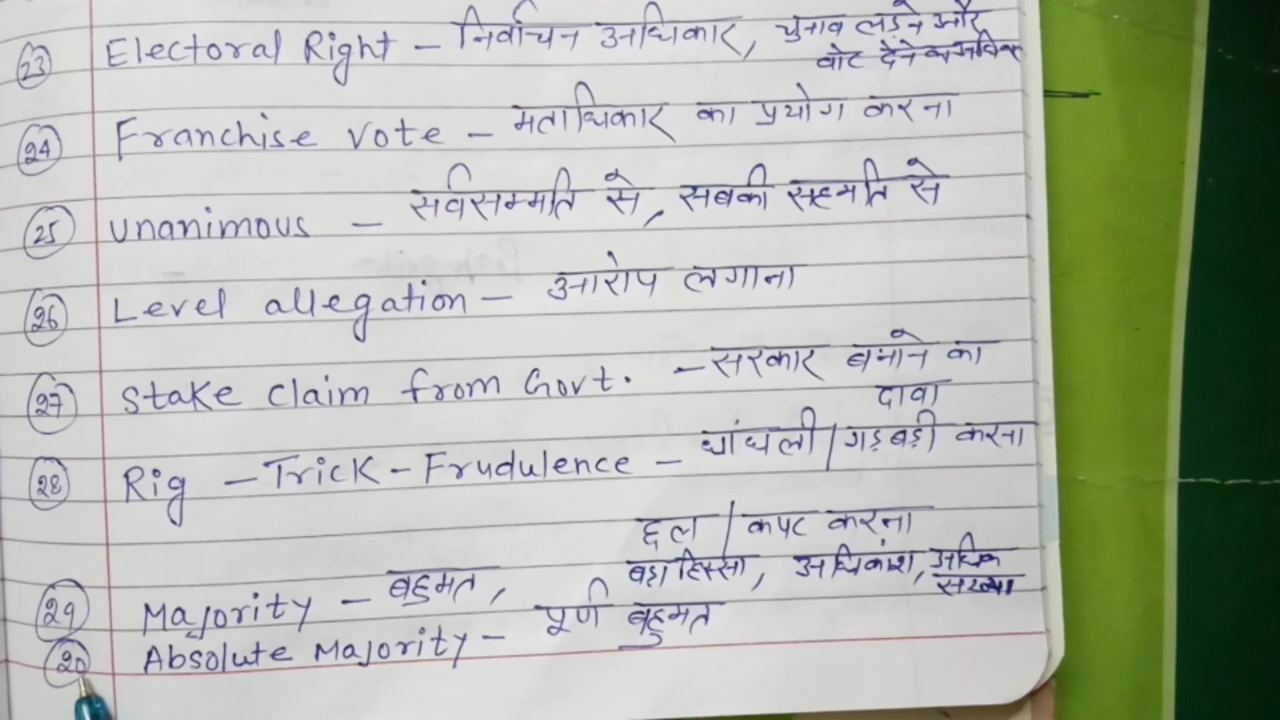 23 Electoral Right – निर्वाचन अधिकार, चुनाव लड़ने और
वोट देने का अधिकार
24 Franchise vote – मताधिकार का प्रयोग करना
25 unanimous – सर्वसम्मति से, सबकी सहमति से
26 Level allegation – आरोप लगाना
27 Stake claim from Govt. – सरकार बनाने का
दावा
28 Rig – Trick – Frudulence – धांधली / गड़बड़ी करना
छल / कपट करना
29 Majority – बहुमत, बड़ा हिस्सा, अधिकांश, अधिक
संख्या
20 Absolute Majority – पूर्ण बहुमत